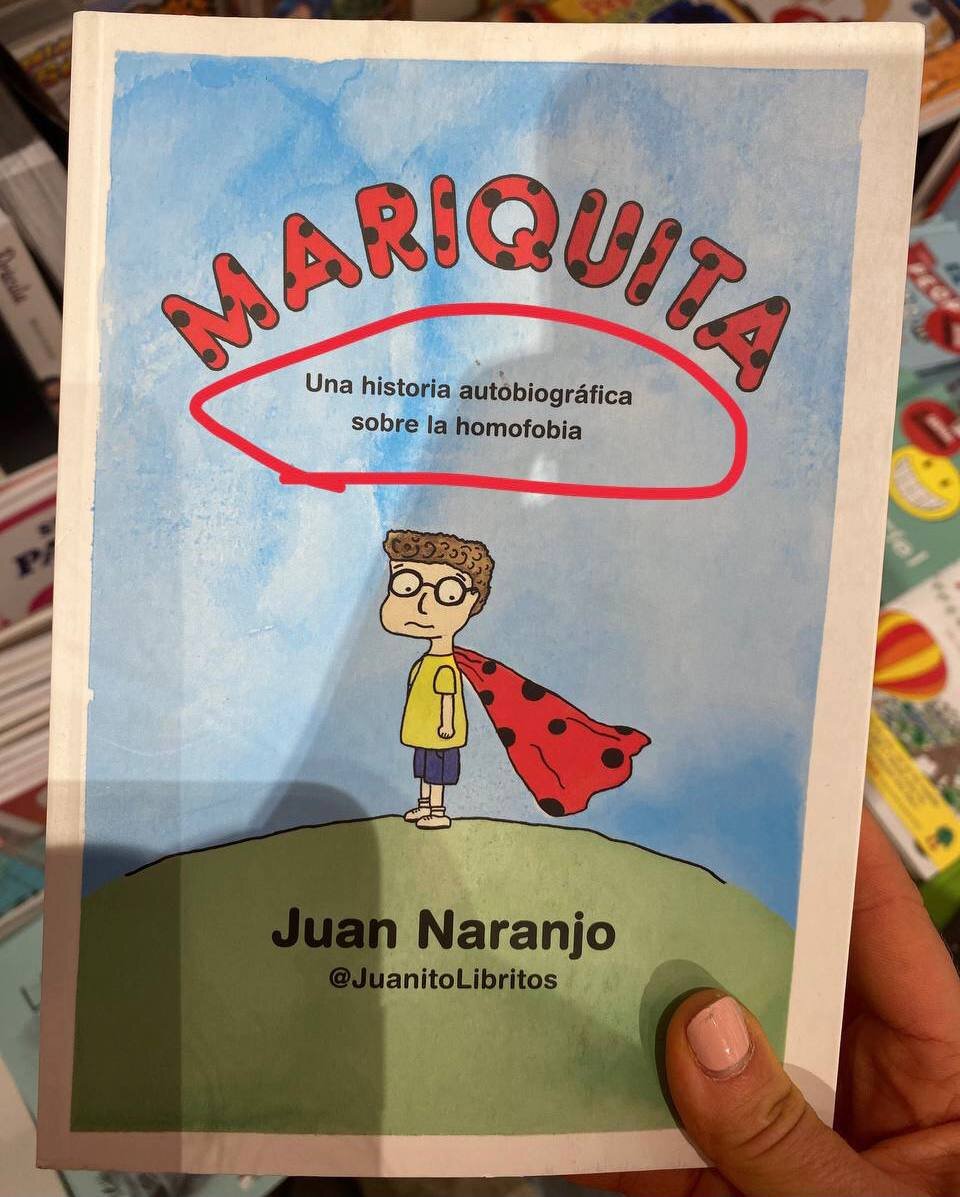 MARIQUITA
Una historia autobiográfica
sobre la homofobia
Juan Naranjo
@JuanitoLibritos